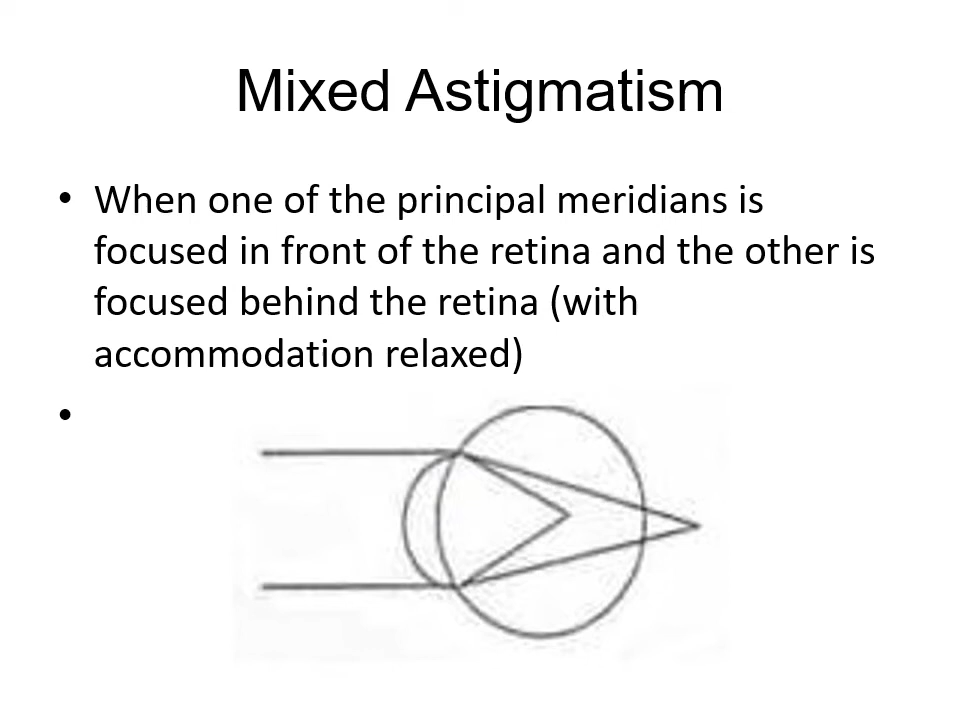 Mixed Astigmatism
• When one of the principal meridians is
focused in front of the retina and the other is
focused behind the retina (with
accommodation relaxed)
•